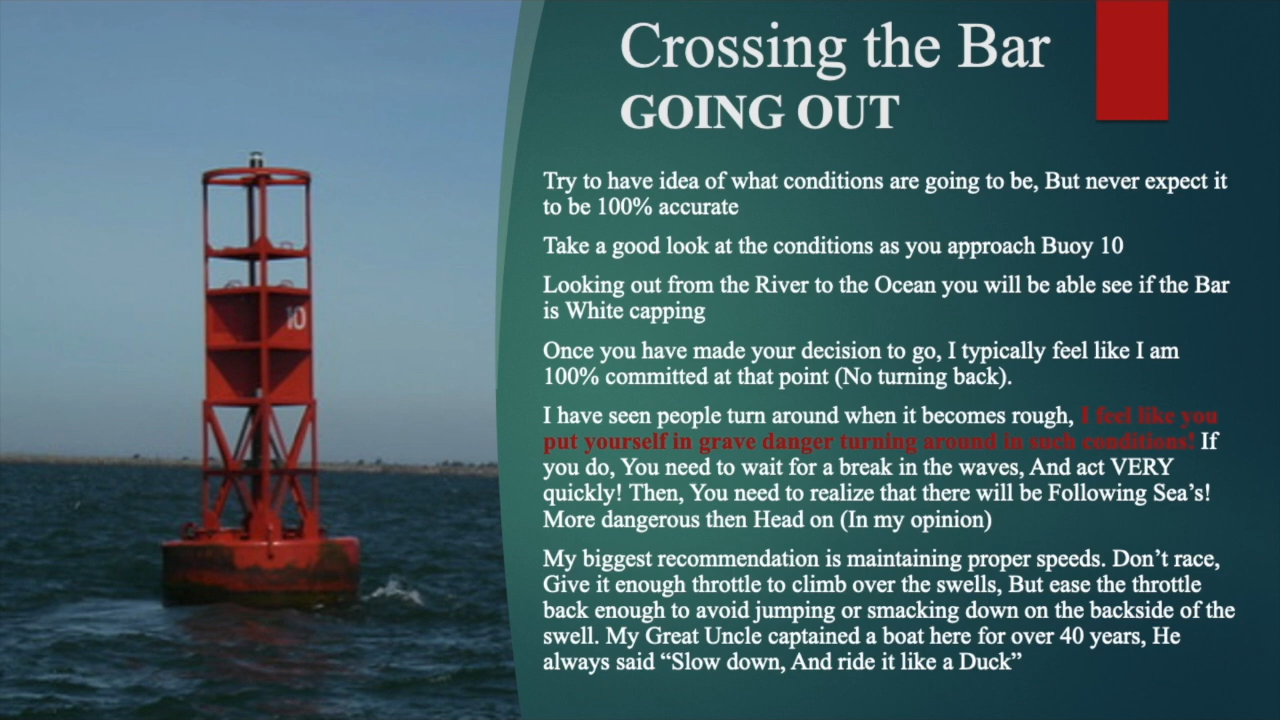 Crossing the Bar
GOING OUT
10
Try to have idea of what conditions are going to be, But never expect it
to be 100% accurate
Take a good look at the conditions as you approach Buoy 10
Looking out from the River to the Ocean you will be able see if the Bar
is White capping
Once you have made your decision to go, I typically feel like I am
100% committed at that point (No turning back).
I have seen people turn around when it becomes rough, I feel like you
put yourself in grave danger turning around in such conditions! If
you do, You need to wait for a break in the waves, And act VERY
quickly! Then, You need to realize that there will be Following Sea’s!
More dangerous then Head on (In my opinion)
My biggest recommendation is maintaining proper speeds. Don’t race,
Give it enough throttle to climb over the swells, But ease the throttle
back enough to avoid jumping or smacking down on the backside of the
swell. My Great Uncle captained a boat here for over 40 years, He
always said “Slow down, And ride it like a Duck”